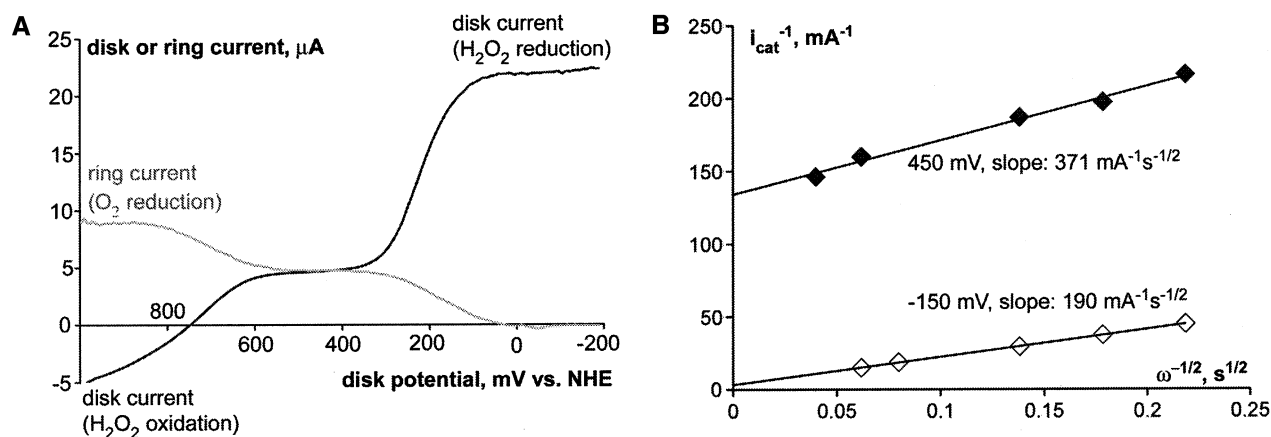 A
disk or ring current, μA
disk current
(H₂O₂ reduction)
25
20
15
10
5
0
-5
ring current
(O₂ reduction)
800
600
400
200
0
-200
disk potential, mV vs. NHE
disk current
(H₂O₂ oxidation)
B
i_cat⁻¹, mA⁻¹
250
200
150
100
50
0
450 mV, slope: 371 mA⁻¹s⁻¹/²
-150 mV, slope: 190 mA⁻¹s⁻¹/²
ω⁻¹/², s¹/²
0
0.05
0.1
0.15
0.2
0.25